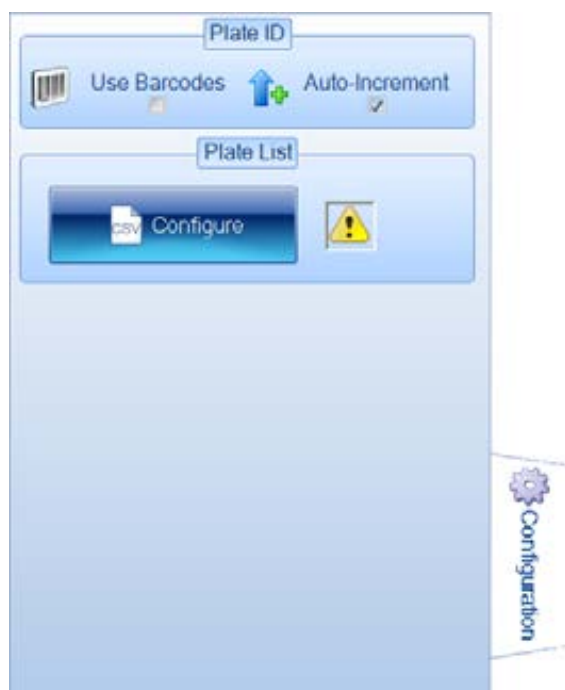 Plate ID
Use Barcodes Auto-Increment
Plate List
CSV Configure
Configuration